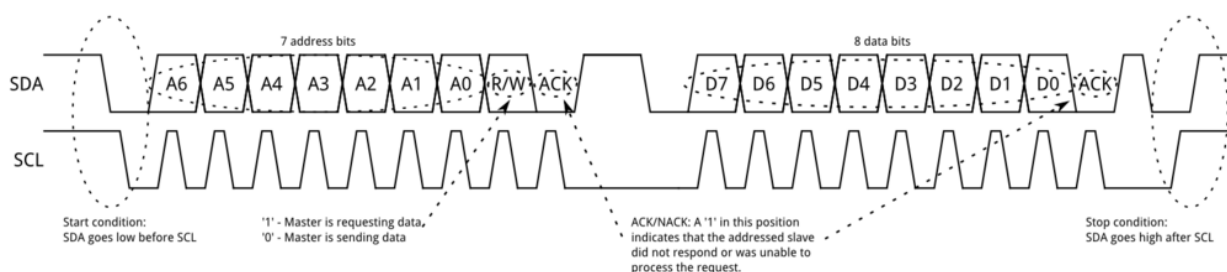 7 address bits
8 data bits
SDA
A6 A5 A4 A3 A2 A1 A0 R/W ACK
D7 D6 D5 D4 D3 D2 D1 D0 ACK
SCL
Start condition:
SDA goes low before SCL
'1' - Master is requesting data,
'0' - Master is sending data
ACK/NACK: A '1' in this position
indicates that the addressed slave
did not respond or was unable to
process the request.
Stop condition:
SDA goes high after SCL